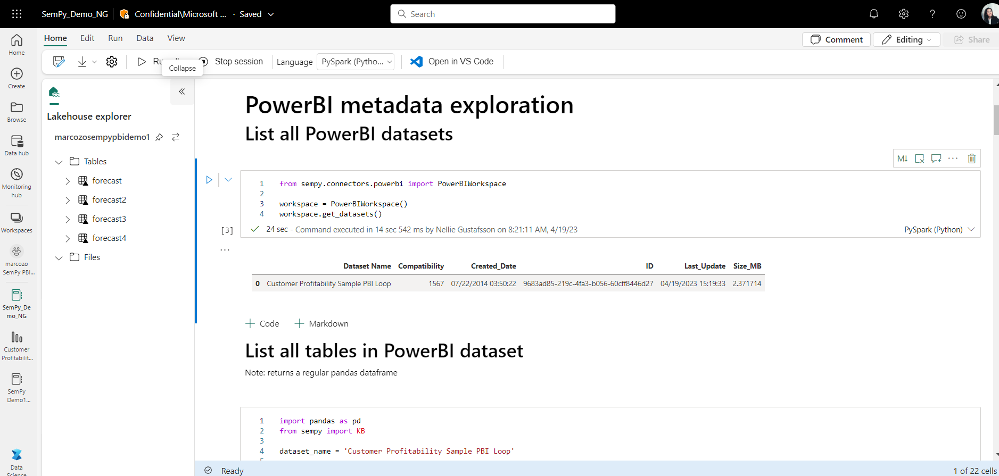 SemPy_Demo_NG
Confidential\Microsoft ... · Saved
Search
Home Edit Run Data View
Comment Editing Share
Stop session Language PySpark (Pytho... Open in VS Code
Collapse
Home
Create
Browse
Data hub
Monitoring
hub
Workspaces
marcozo
SemPy PBI...
SemPy_De
mo_NG
Customer
Profitabilit...
SemPy
Demo1...
Data
Science
Lakehouse explorer
marcozosempypbidemo1
Tables
forecast
forecast2
forecast3
forecast4
Files
PowerBI metadata exploration
List all PowerBI datasets
M↓ ...
1 from sempy.connectors.powerbi import PowerBIWorkspace
2
3 workspace = PowerBIWorkspace()
4 workspace.get_datasets()
[3] 24 sec - Command executed in 14 sec 542 ms by Nellie Gustafsson on 8:21:11 AM, 4/19/23 PySpark (Python)
...
Dataset Name Compatibility Created_Date ID Last_Update Size_MB
0 Customer Profitability Sample PBI Loop 1567 07/22/2014 03:50:22 9683ad85-219c-4fa3-b056-60cff8446d27 04/19/2023 15:19:33 2.371714
+ Code + Markdown
List all tables in PowerBI dataset
Note: returns a regular pandas dataframe
1 import pandas as pd
2 from sempy import KB
3
4 dataset_name = 'Customer Profitability Sample PBI Loop'
Ready 1 of 22 cells